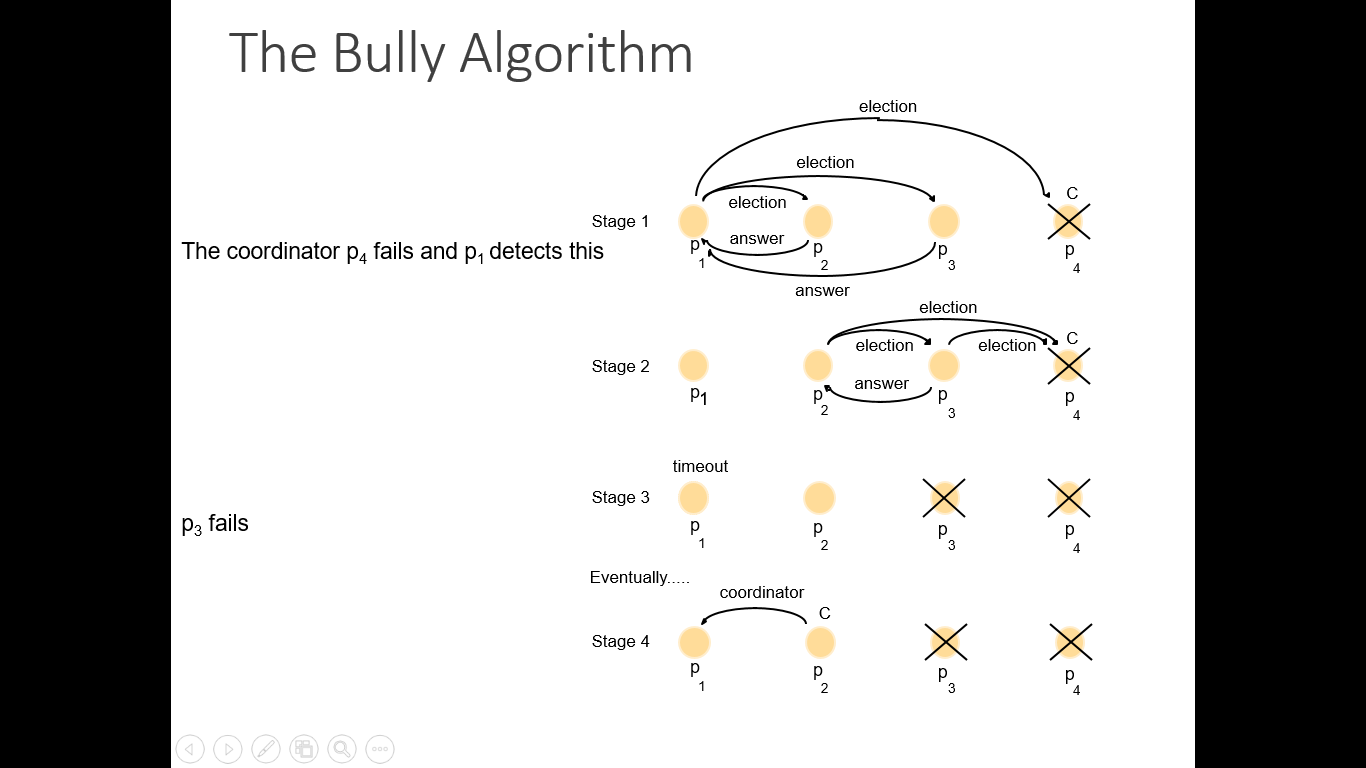 The Bully Algorithm
election
election
C
election
Stage 1
answer
The coordinator p4 fails and p1 detects this
p1
p2
p3
p4
answer
election
C
election
election
Stage 2
answer
p1
p2
p3
p4
timeout
Stage 3
p3 fails
p1
p2
p3
p4
Eventually.....
coordinator
C
Stage 4
p1
p2
p3
p4